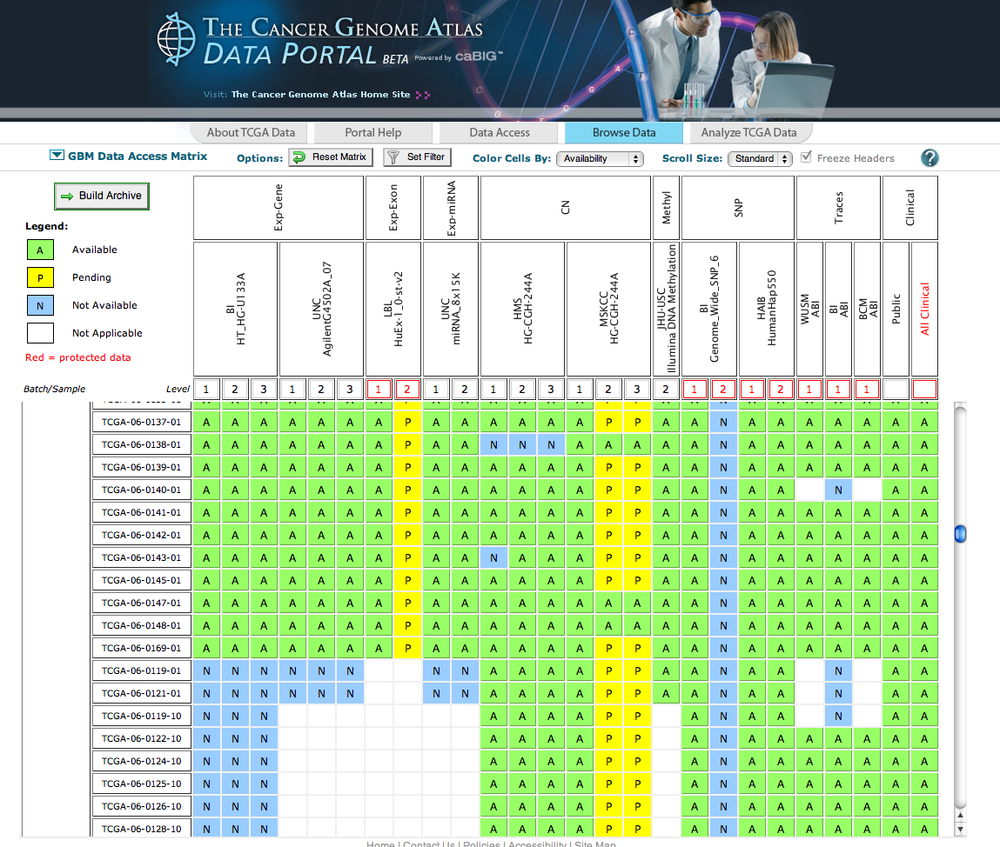 THE CANCER GENOME ATLAS
DATA PORTAL BETA Powered by caBIG™
Visit: The Cancer Genome Atlas Home Site
C
A
T
C
G
C
G
About TCGA Data Portal Help Data Access Browse Data Analyze TCGA Data
GBM Data Access Matrix Options: Reset Matrix Set Filter Color Cells By: Availability Scroll Size: Standard Freeze Headers ?
Build Archive
Legend:
A Available
P Pending
N Not Available
Not Applicable
Red = protected data
Exp-Gene Exp-Exon Exp-miRNA CN Methyl SNP Traces Clinical
BI
HT_HG-U133A
UNC
AgilentG4502A_07
LBL
HuEx-1_0-st-v2
UNC
miRNA_8x15K
HMS
HG-CGH-244A
MSKCC
HG-CGH-244A
JHU-USC
Illumina DNA Methylation
BI
Genome_Wide_SNP_6
HAIB
HumanHap550
WUSM
ABI
BI
ABI
BCM
ABI
Public
All Clinical
Batch/Sample Level 1 2 3 1 2 3 1 2 1 2 1 2 3 1 2 3 2 1 2 1 2 1 1 1
TCGA-06-0137-01 A A A A A A A P A A A A A A P P A A N A A A A A A A
TCGA-06-0138-01 A A A A A A A P A A N N N A A A A A N A A A A A A A
TCGA-06-0139-01 A A A A A A A P A A A A A A P P A A N A A A A A A A
TCGA-06-0140-01 A A A A A A A P A A A A A A P P A A N A A N A A
TCGA-06-0141-01 A A A A A A A P A A A A A A P P A A N A A A A A A A
TCGA-06-0142-01 A A A A A A A P A A A A A A P P A A N A A A A A A A
TCGA-06-0143-01 A A A A A A A P A A N A A A P P A A N A A A A A A A
TCGA-06-0145-01 A A A A A A A P A A A A A A P P A A N A A A A A A A
TCGA-06-0147-01 A A A A A A A P A A A A A A A A A A N A A A A A A A
TCGA-06-0148-01 A A A A A A A P A A A A A A A A A A N A A A A A A A
TCGA-06-0169-01 A A A A A A A P A A A A A A P P A A N A A A A A A A
TCGA-06-0119-01 N N N N N N N N A A A A P P A A N A A N A A
TCGA-06-0121-01 N N N N N N N N A A A A P P A A N A A N A A
TCGA-06-0119-10 N N N A A A A P P A N A A N A A
TCGA-06-0122-10 N N N A A A A P P A N A A A A A A A
TCGA-06-0124-10 N N N A A A A P P A N A A A A A A A
TCGA-06-0125-10 N N N A A A A P P A N A A A A A A A
TCGA-06-0126-10 N N N A A A A P P A N A A A A A A A
TCGA-06-0128-10 N N N A A A A P P A N A A A A A A A
Home | Contact Us | Policies | Accessibility | Site Map